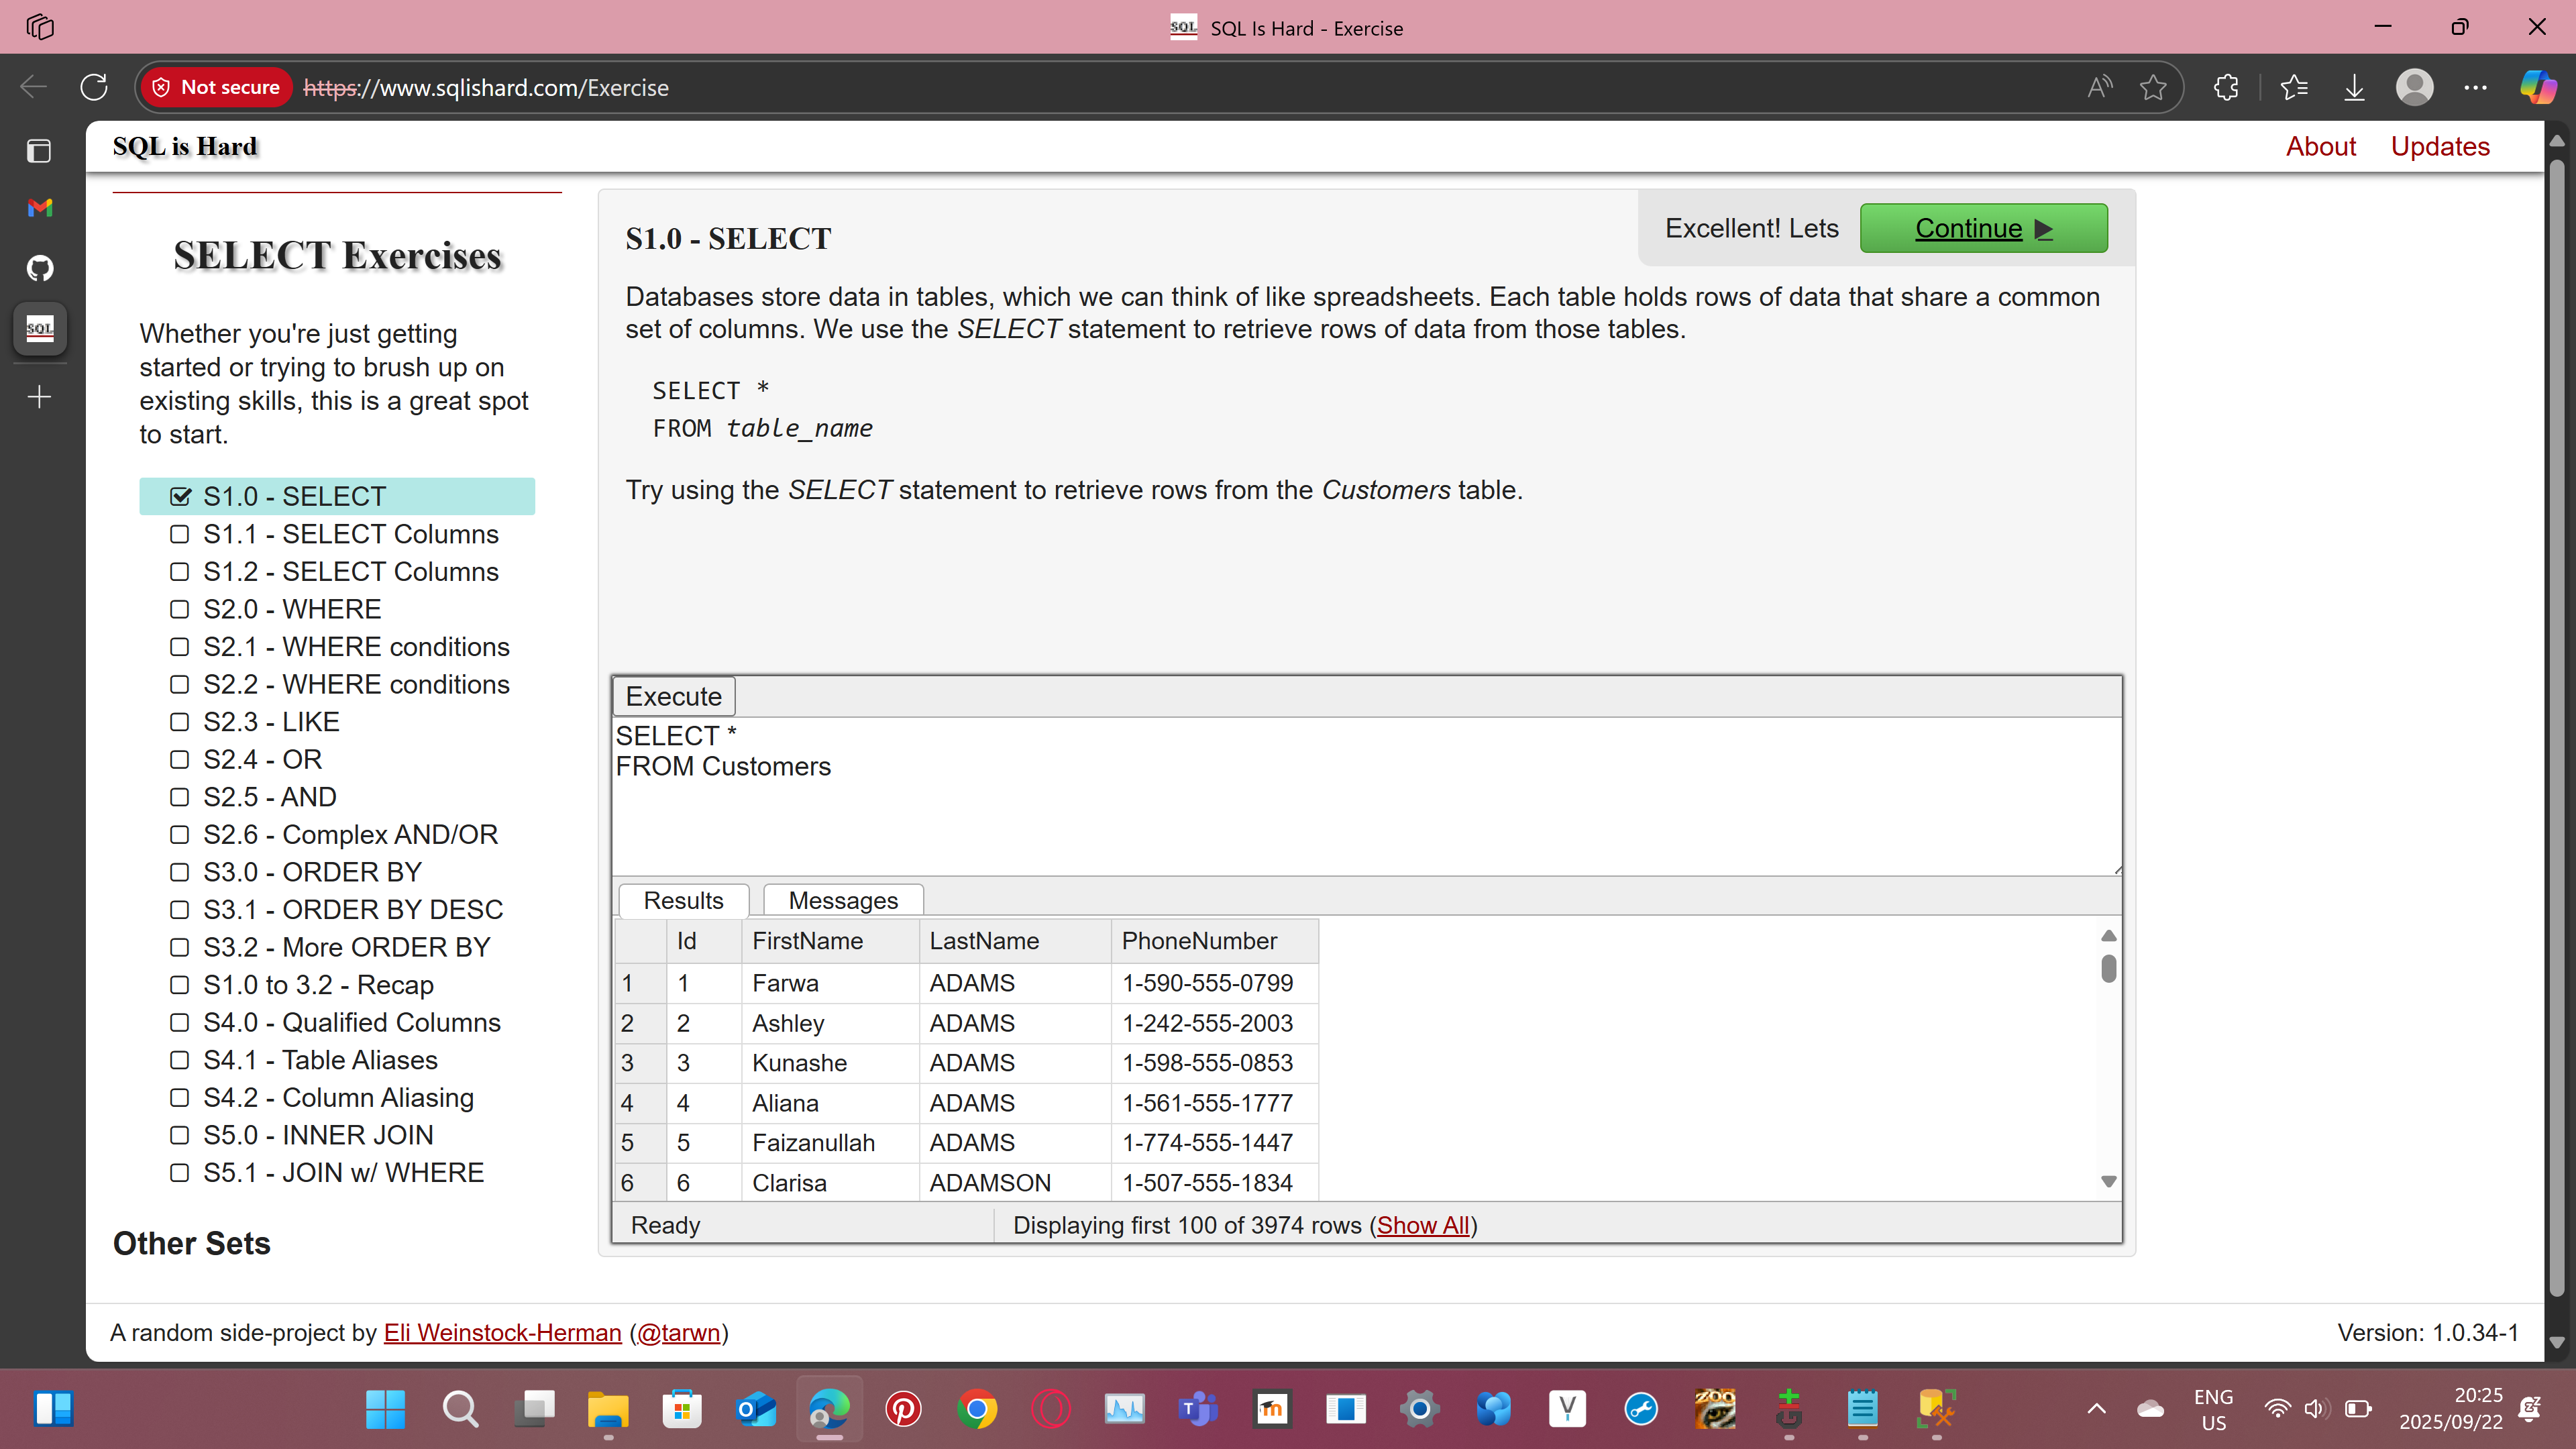 SQL Is Hard - Exercise
Not secure
https://www.sqlishard.com/Exercise
SQL is Hard
About
Updates
SELECT Exercises
Whether you're just getting
started or trying to brush up on
existing skills, this is a great spot
to start.
S1.0 - SELECT
S1.1 - SELECT Columns
S1.2 - SELECT Columns
S2.0 - WHERE
S2.1 - WHERE conditions
S2.2 - WHERE conditions
S2.3 - LIKE
S2.4 - OR
S2.5 - AND
S2.6 - Complex AND/OR
S3.0 - ORDER BY
S3.1 - ORDER BY DESC
S3.2 - More ORDER BY
S1.0 to 3.2 - Recap
S4.0 - Qualified Columns
S4.1 - Table Aliases
S4.2 - Column Aliasing
S5.0 - INNER JOIN
S5.1 - JOIN w/ WHERE
Other Sets
S1.0 - SELECT
Excellent! Lets
Continue
Databases store data in tables, which we can think of like spreadsheets. Each table holds rows of data that share a common
set of columns. We use the SELECT statement to retrieve rows of data from those tables.
SELECT *
FROM table_name
Try using the SELECT statement to retrieve rows from the Customers table.
Execute
SELECT *
FROM Customers
Results Messages
Id FirstName LastName PhoneNumber
1 1 Farwa ADAMS 1-590-555-0799
2 2 Ashley ADAMS 1-242-555-2003
3 3 Kunashe ADAMS 1-598-555-0853
4 4 Aliana ADAMS 1-561-555-1777
5 5 Faizanullah ADAMS 1-774-555-1447
6 6 Clarisa ADAMSON 1-507-555-1834
Ready
Displaying first 100 of 3974 rows (Show All)
A random side-project by Eli Weinstock-Herman (@tarwn)
Version: 1.0.34-1
ENG
US
20:25
2025/09/22